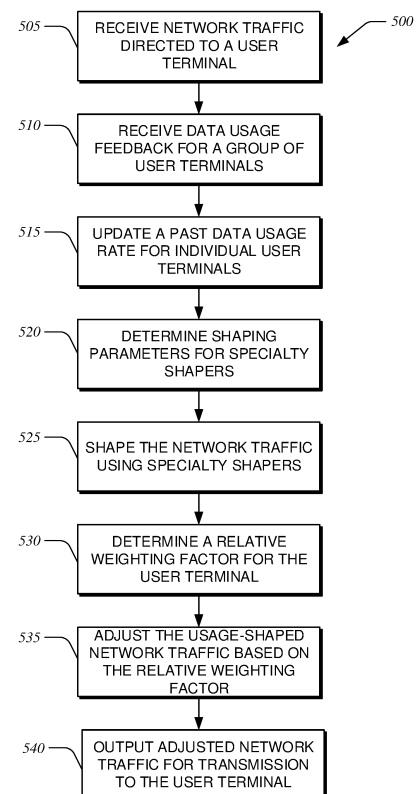 500
505
RECEIVE NETWORK TRAFFIC
DIRECTED TO A USER
TERMINAL
510
RECEIVE DATA USAGE
FEEDBACK FOR A GROUP OF
USER TERMINALS
515
UPDATE A PAST DATA USAGE
RATE FOR INDIVIDUAL USER
TERMINALS
520
DETERMINE SHAPING
PARAMETERS FOR SPECIALTY
SHAPERS
525
SHAPE THE NETWORK TRAFFIC
USING SPECIALTY SHAPERS
530
DETERMINE A RELATIVE
WEIGHTING FACTOR FOR THE
USER TERMINAL
535
ADJUST THE USAGE-SHAPED
NETWORK TRAFFIC BASED ON
THE RELATIVE WEIGHTING
FACTOR
540
OUTPUT ADJUSTED NETWORK
TRAFFIC FOR TRANSMISSION
TO THE USER TERMINAL